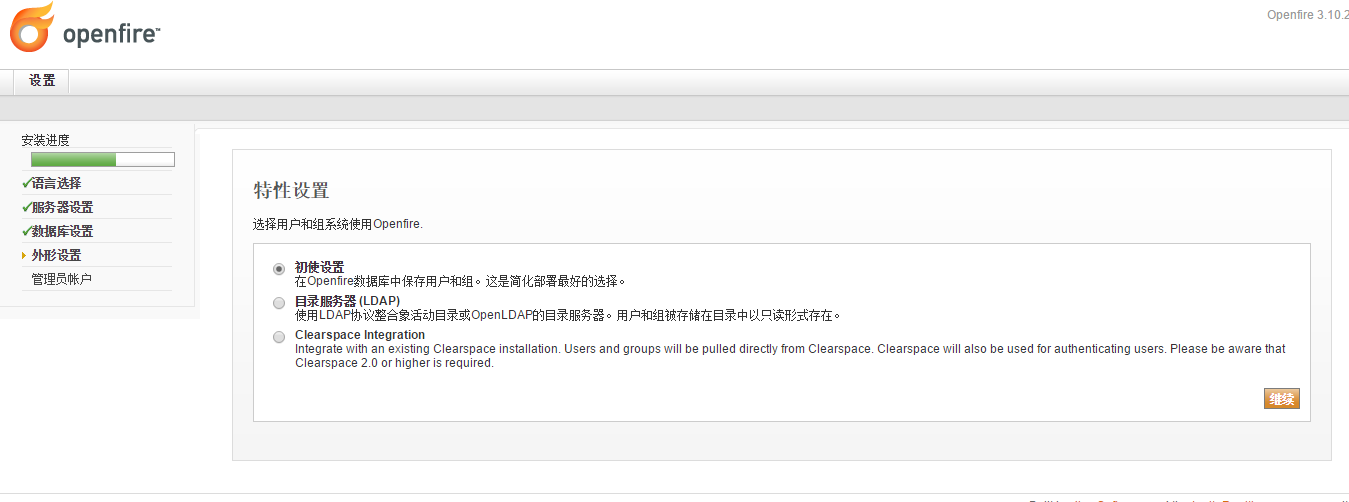 openfire™
Openfire 3.10.2
设置
安装进度
语言选择
服务器设置
数据库设置
外形设置
管理员帐户
特性设置
选择用户和组系统使用Openfire.
初使设置
在Openfire数据库中保存用户和组。这是简化部署最好的选择。
目录服务器 (LDAP)
使用LDAP协议整合象活动目录或OpenLDAP的目录服务器。用户和组被存储在目录中以只读形式存在。
Clearspace Integration
Integrate with an existing Clearspace installation. Users and groups will be pulled directly from Clearspace. Clearspace will also be used for authenticating users. Please be aware that
Clearspace 2.0 or higher is required.
继续